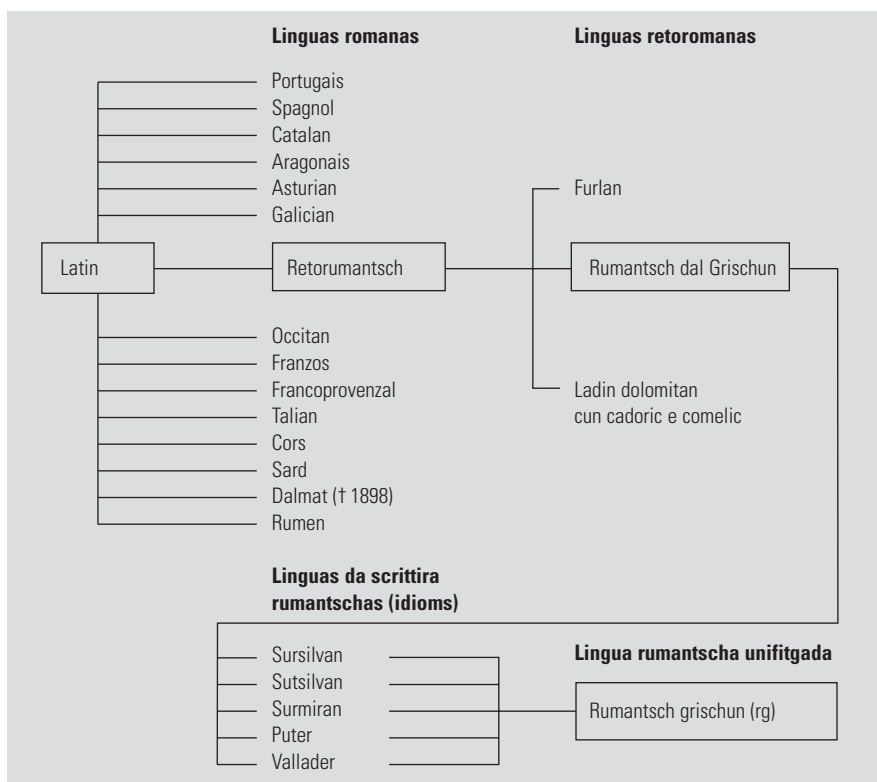 Linguas romanas
Linguas retoromanas
Portugais
Spagnol
Catalan
Aragonais
Asturian
Galician
Furlan
Latin
Retorumantsch
Rumantsch dal Grischun
Occitan
Franzos
Francoprovenzal
Talian
Cors
Sard
Dalmat († 1898)
Rumen
Ladin dolomitan
cun cadoric e comelic
Linguas da scrittira
rumantschas (idioms)
Sursilvan
Sutsilvan
Surmiran
Puter
Vallader
Lingua rumantscha unifitgada
Rumantsch grischun (rg)